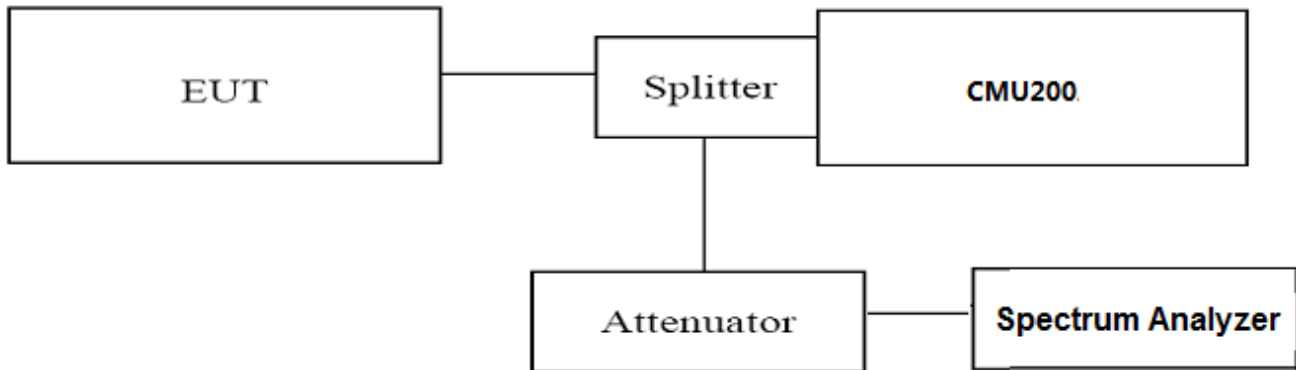 EUT
Splitter
CMU200.
Attenuator
Spectrum Analyzer